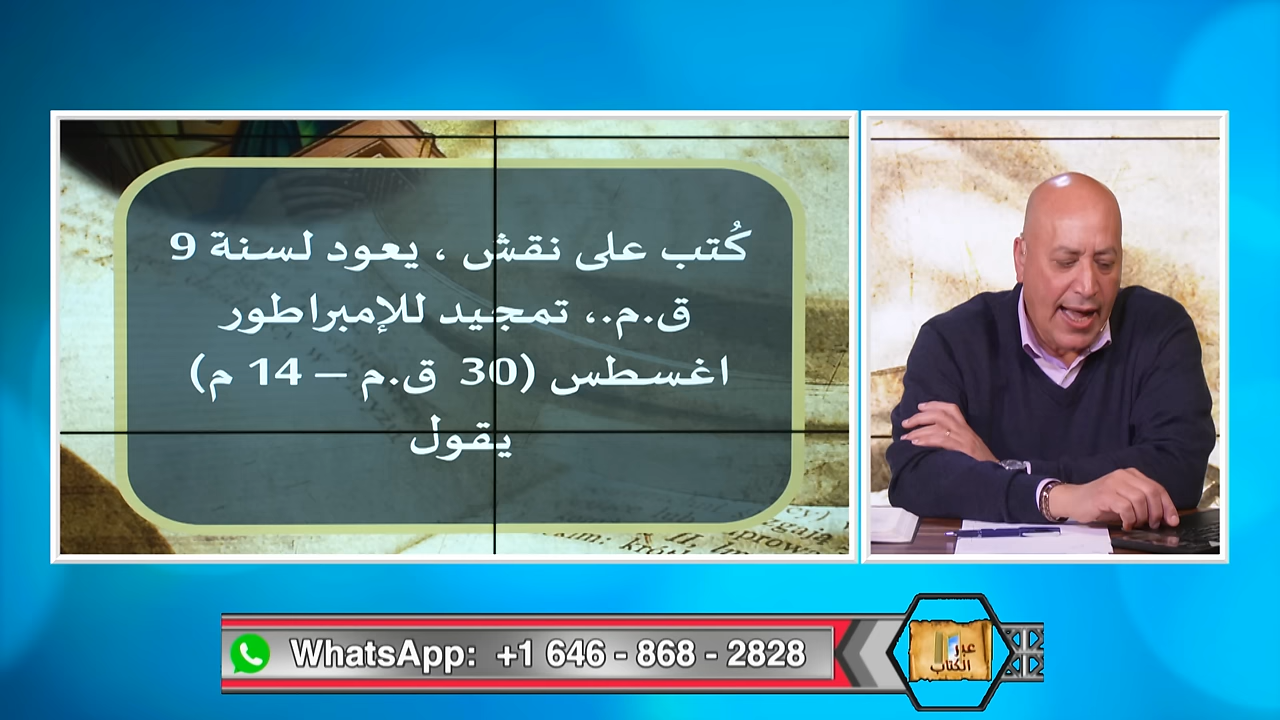 كُتب على نقش ، يعود لسنة 9
ق.م.، تمجيد للإمبراطور
اغسطس (30 ق.م – 14 م)
يقول
WhatsApp: +1 646 - 868 - 2828
عبر
الكتاب